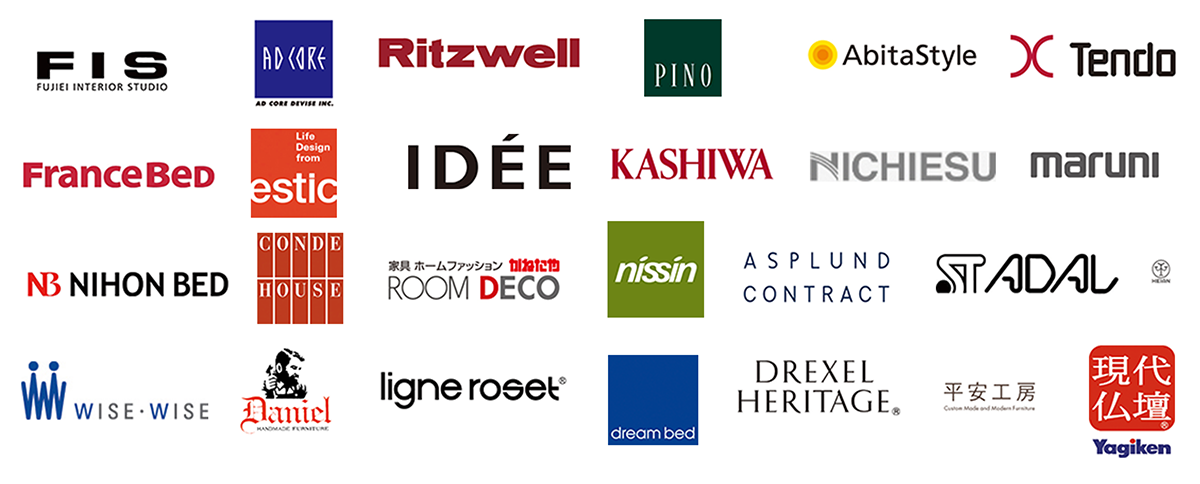 FIS
FUJIEI INTERIOR STUDIO
AD CORE
AD CORE DEVISE INC.
Ritzwell
PINO
AbitaStyle
Tendo
FranceBed
Life
Design
from
estic
IDÉE
KASHIWA
NICHIESU
maruni
NB NIHON BED
CONDE
HOUSE
家具 ホームファッション かねたや
ROOM DECO
nissin
ASPLUND
CONTRACT
ST ADAL
HEIAN
WISE・WISE
Daniel
HANDMADE FURNITURE
ligne roset®
dream bed
DREXEL
HERITAGE®
平安工房
Custom Made and Modern Furniture
現代
仏壇®
Yagiken